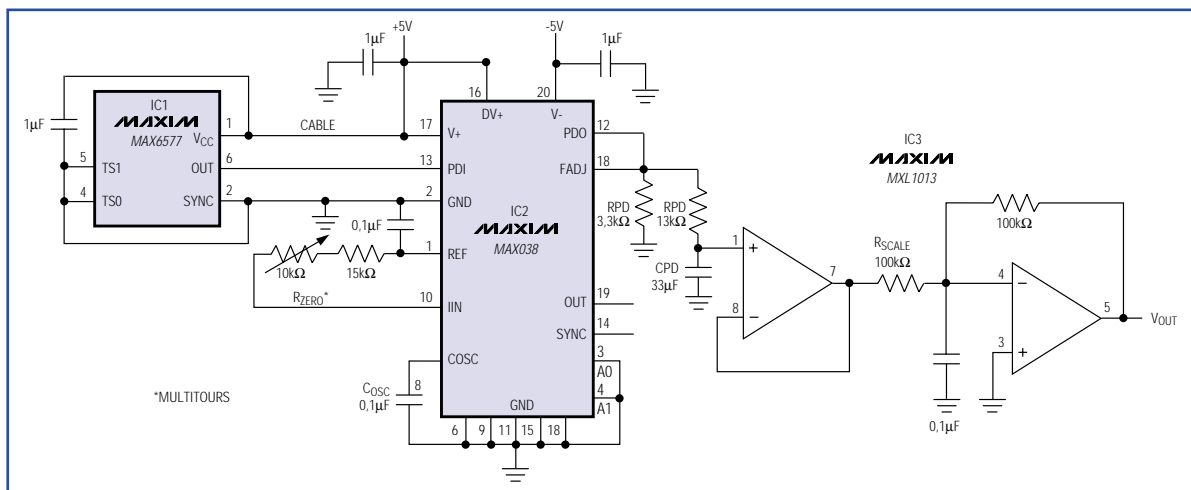 1µF
+5V
-5V
1µF
IC1
MAXIM
MAX6577
1µF
1
VCC
CABLE
5
TS1
OUT
6
4
TS0
SYNC
2
16
DV+
20
V-
17
V+
PDO
12
13
PDI
FADJ
18
2
GND
IC2
MAXIM
MAX038
0,1µF
1
REF
10kΩ
15kΩ
RZERO*
10
IIN
OUT
19
SYNC
14
COSC
3
A0
COSC
0,1µF
8
4
A1
GND
6
9
11
15
18
*MULTITOURS
RPD
3,3kΩ
RPD
13kΩ
CPD
33µF
1
+
7
8
−
IC3
MAXIM
MXL1013
RSCALE
100kΩ
100kΩ
4
−
5
VOUT
3
+
0,1µF